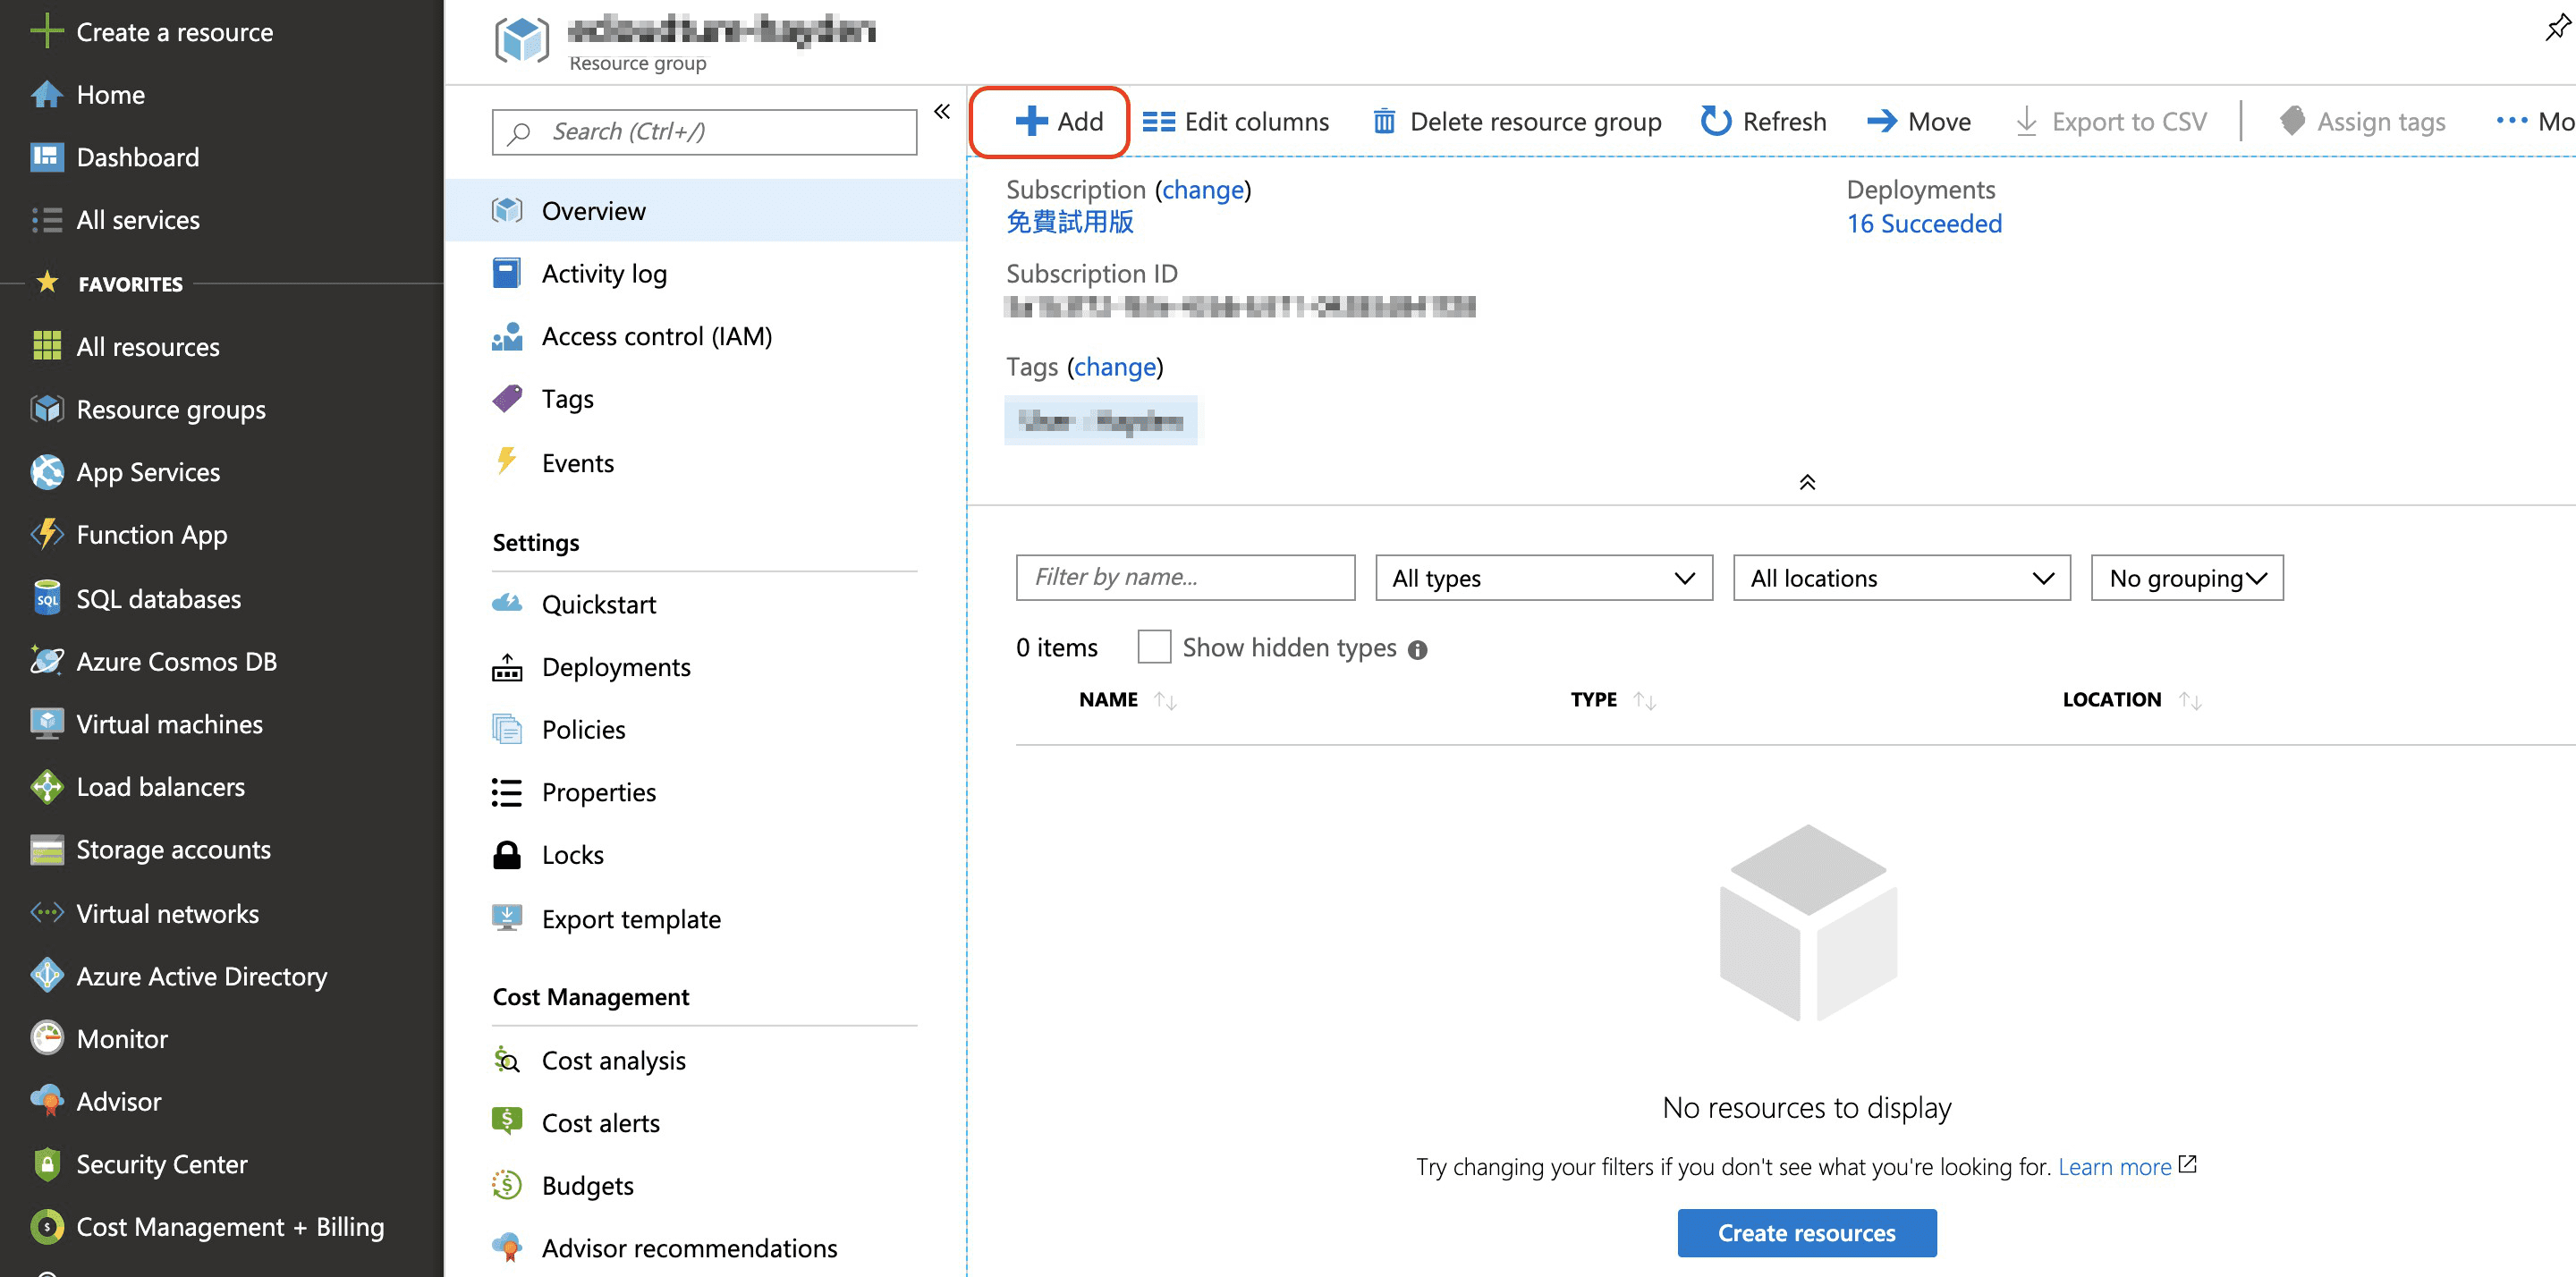 Create a resource
Home
Dashboard
All services
FAVORITES
All resources
Resource groups
App Services
Function App
SQL databases
Azure Cosmos DB
Virtual machines
Load balancers
Storage accounts
Virtual networks
Azure Active Directory
Monitor
Advisor
Security Center
Cost Management + Billing
Resource group
Search (Ctrl+/)
Overview
Activity log
Access control (IAM)
Tags
Events
Settings
Quickstart
Deployments
Policies
Properties
Locks
Export template
Cost Management
Cost analysis
Cost alerts
Budgets
Advisor recommendations
Add Edit columns Delete resource group Refresh Move Export to CSV Assign tags
Subscription (change)
免費試用版
Deployments
16 Succeeded
Subscription ID
Tags (change)
Filter by name... All types All locations No grouping
0 items Show hidden types
NAME TYPE LOCATION
No resources to display
Try changing your filters if you don't see what you're looking for. Learn more
Create resources